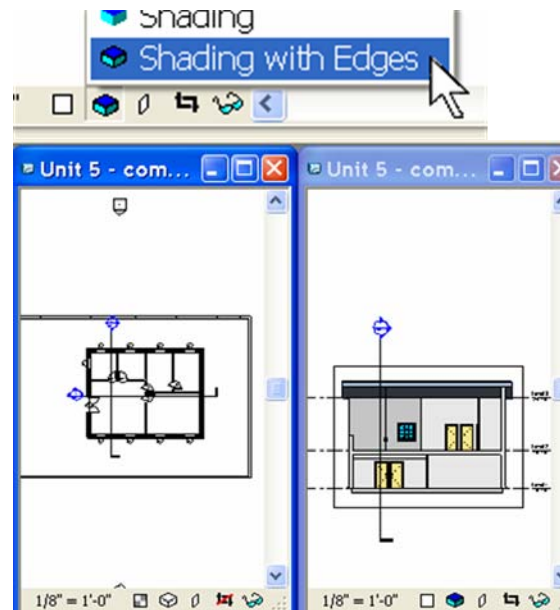 Shading
Shading with Edges
"
Unit 5 - com...
Unit 5 - com...
1/8" = 1'-0"
1/8" = 1'-0"